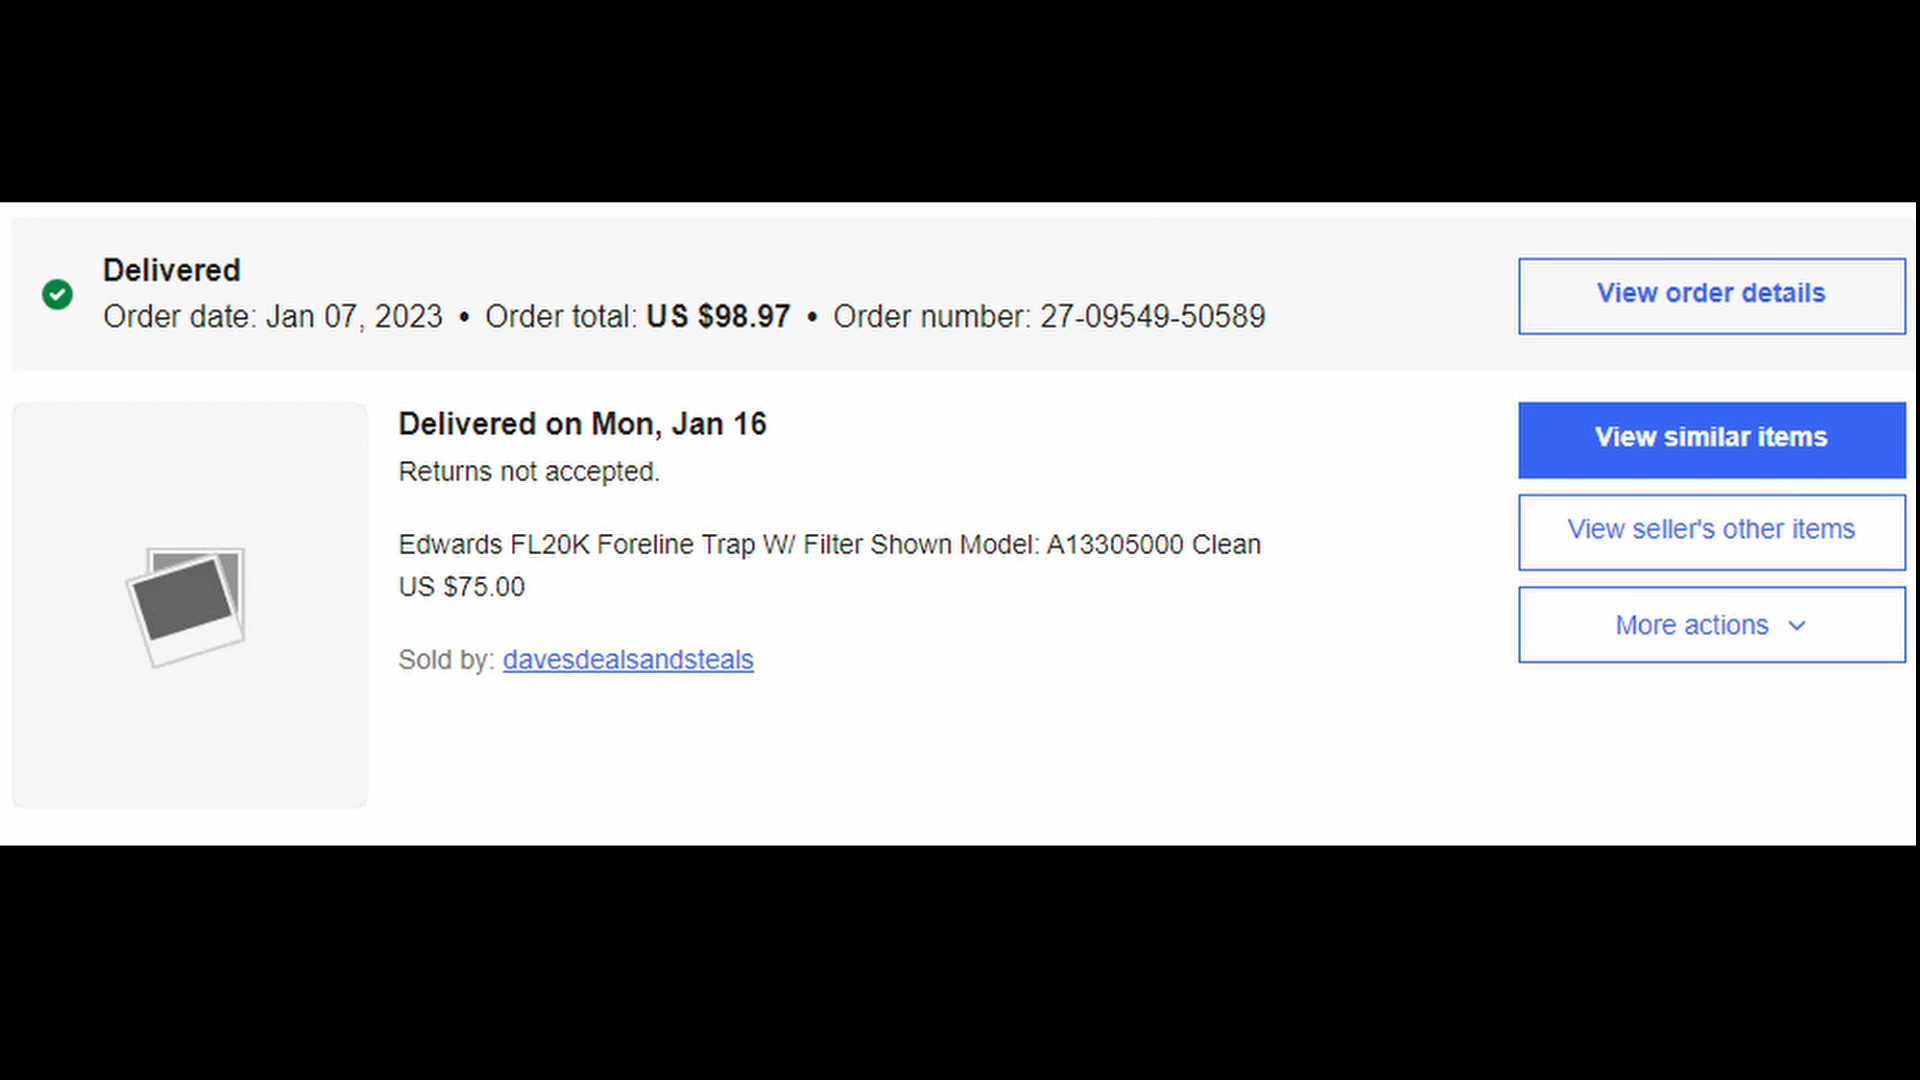 Delivered
Order date: Jan 07, 2023 • Order total: US $98.97 • Order number: 27-09549-50589
View order details
Delivered on Mon, Jan 16
Returns not accepted.
Edwards FL20K Foreline Trap W/ Filter Shown Model: A13305000 Clean
US $75.00
Sold by: davesdealsandsteals
View similar items
View seller's other items
More actions